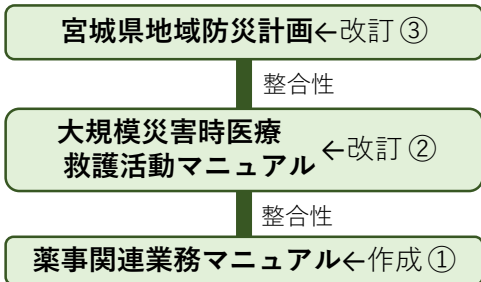 宮城県地域防災計画←改訂③
整合性
大規模災害時医療
救護活動マニュアル
←改訂②
整合性
薬事関連業務マニュアル←作成①